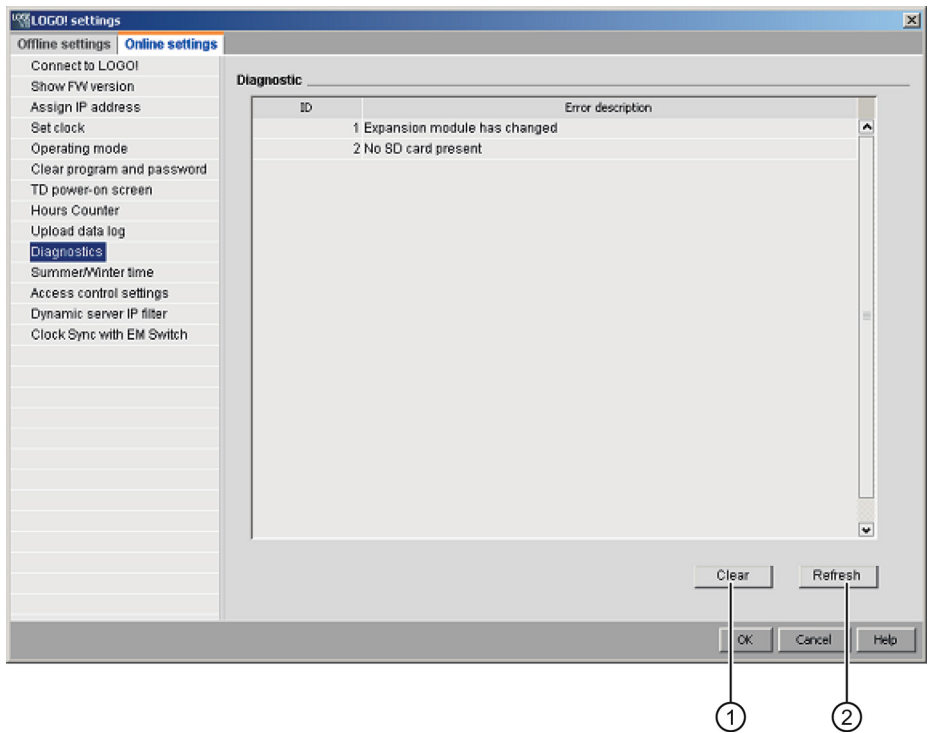 LOGO! settings
Offline settings Online settings
Connect to LOGO!
Show FW version
Assign IP address
Set clock
Operating mode
Clear program and password
TD power-on screen
Hours Counter
Upload data log
Diagnostics
Summer/Winter time
Access control settings
Dynamic server IP filter
Clock Sync with EM Switch
Diagnostic
ID Error description
1 Expansion module has changed
2 No SD card present
Clear Refresh
OK Cancel Help
1 2